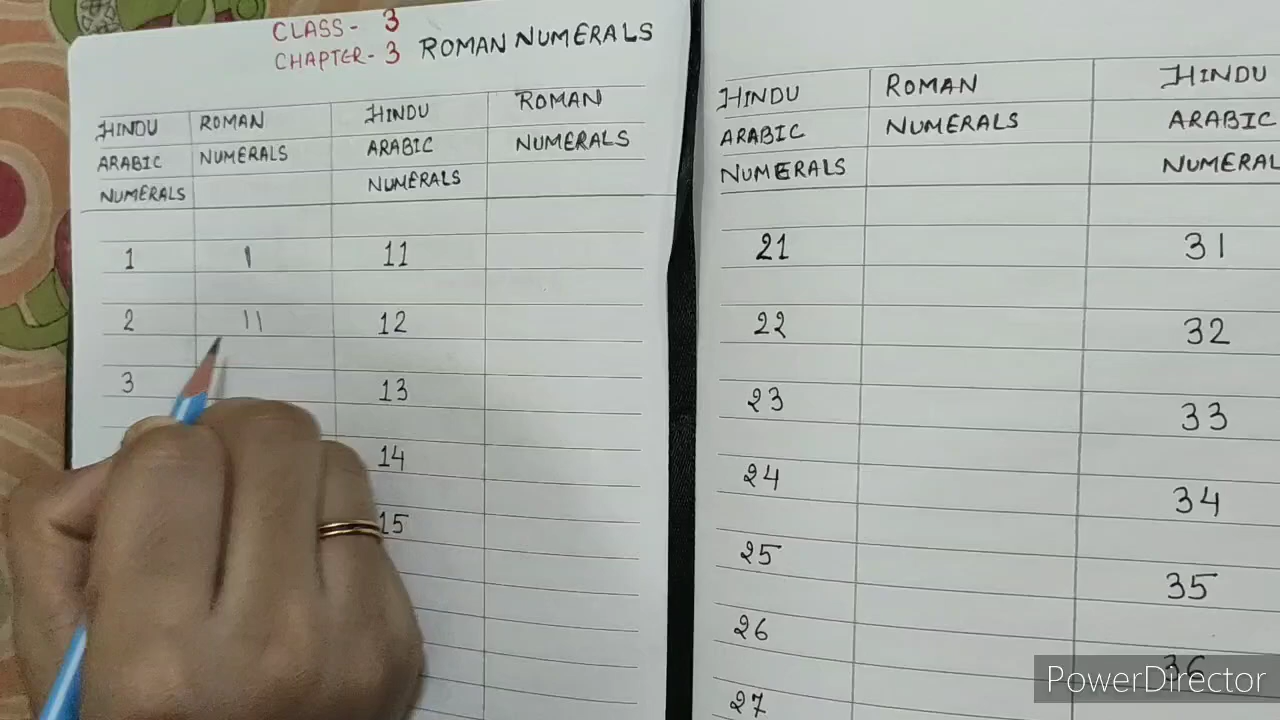 CLASS- 3
CHAPTER-3 ROMAN NUMERALS
HINDU ROMAN HINDU ROMAN
ARABIC NUMERALS ARABIC NUMERALS
NUMERALS NUMERALS
1 I 11
2 II 12
3 13
14
15
HINDU ROMAN HINDU
ARABIC NUMERALS ARABIC
NUMERALS NUMERAL
21 31
22 32
23 33
24 34
25 35
26 36
27
PowerDirector